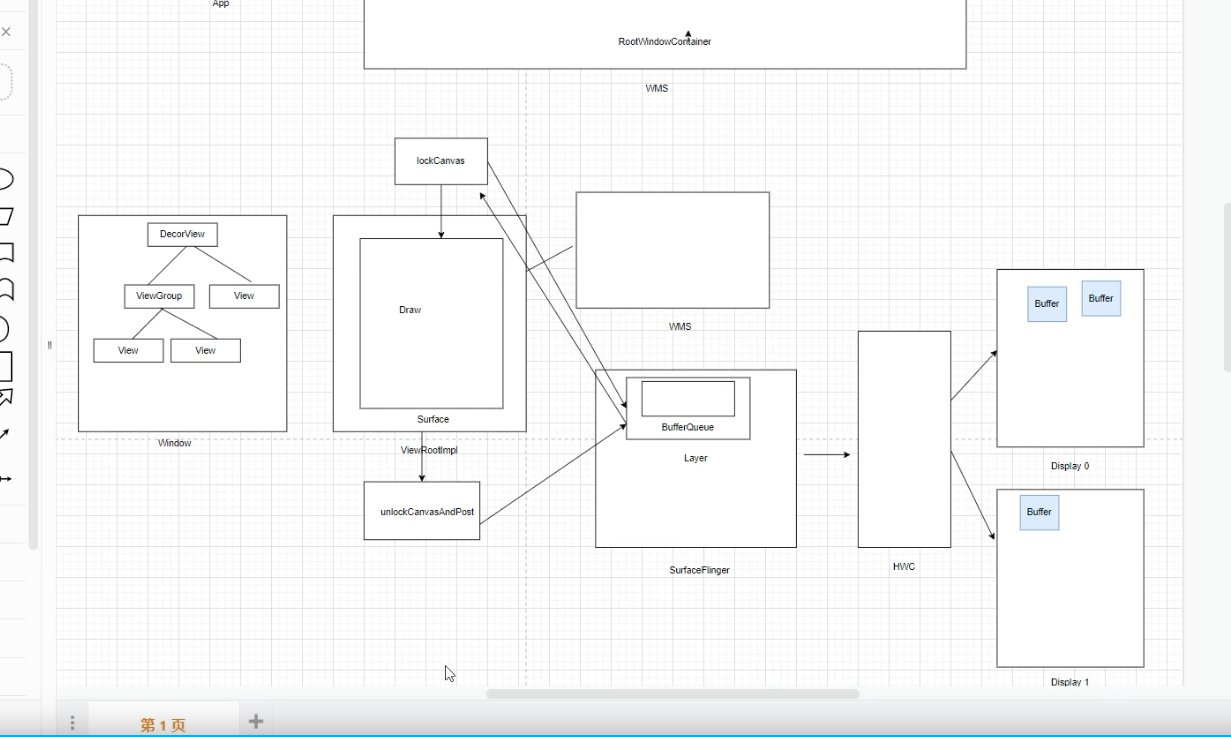 App
RootWindowContainer
WMS
lockCanvas
DecorView
ViewGroup
View
View
View
Window
Draw
Surface
ViewRootImpl
unlockCanvasAndPost
WMS
BufferQueue
Layer
SurfaceFlinger
HWC
Buffer
Buffer
Display 0
Buffer
Display 1
第 1 页